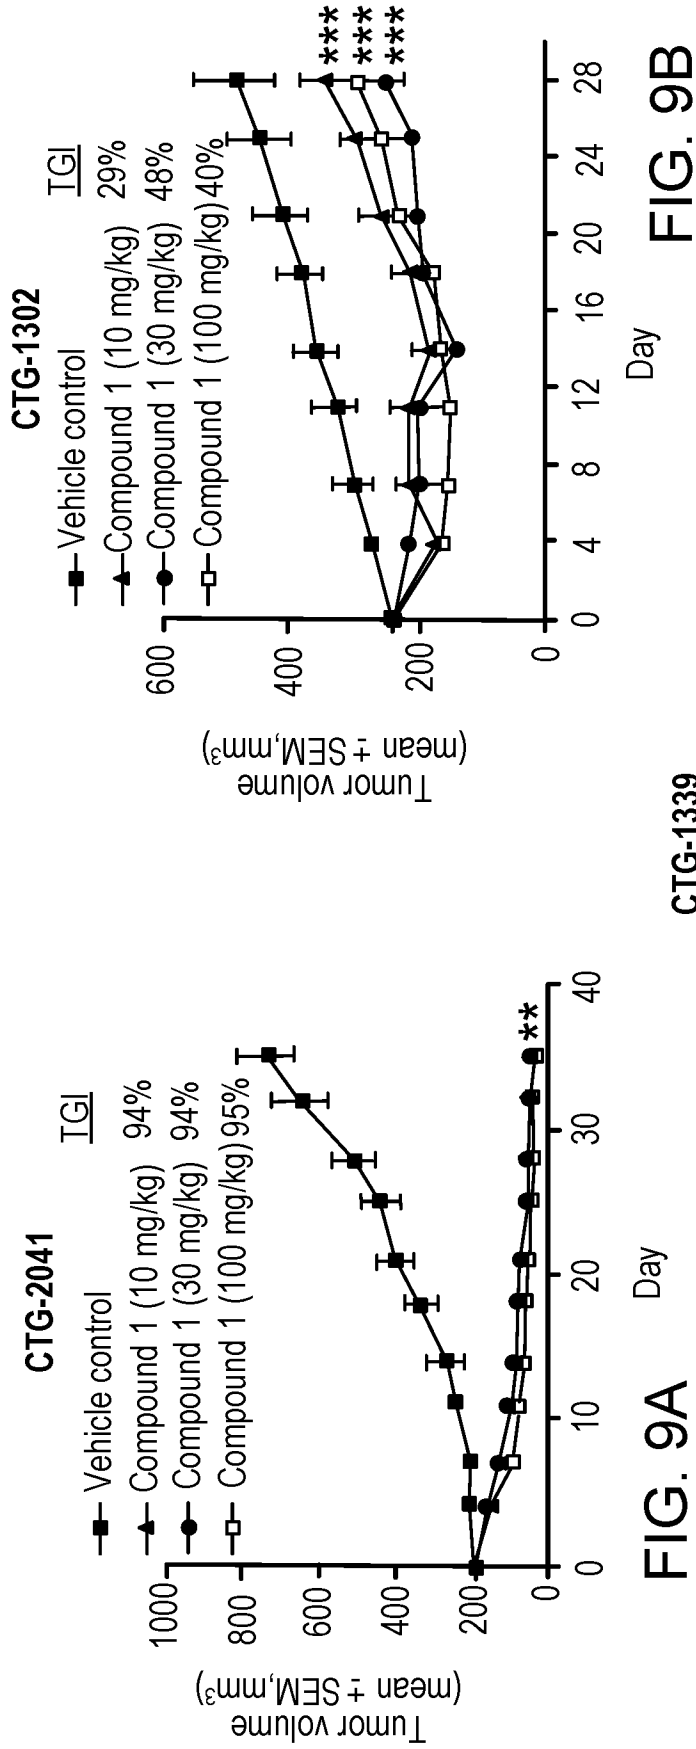 CTG-2041
TGI
Vehicle control
Compound 1 (10 mg/kg) 94%
Compound 1 (30 mg/kg) 94%
Compound 1 (100 mg/kg) 95%
Tumor volume
(mean ± SEM,mm³)
1000
800
600
400
200
0
0
10
20
30
40
**
Day
FIG. 9A
CTG-1302
TGI
Vehicle control
Compound 1 (10 mg/kg) 29%
Compound 1 (30 mg/kg) 48%
Compound 1 (100 mg/kg) 40%
Tumor volume
(mean ± SEM,mm³)
600
400
200
0
0
4
8
12
16
20
24
28
***
***
***
Day
FIG. 9B
CTG-1339